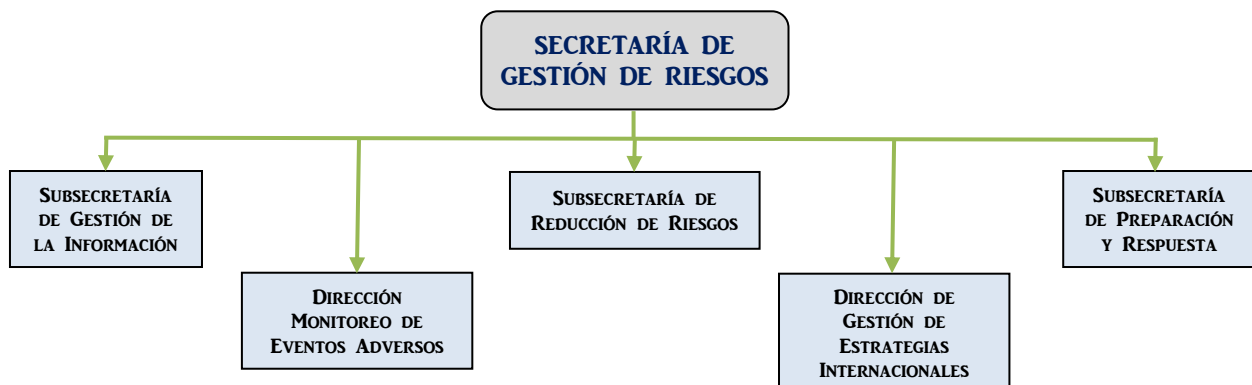 SECRETARÍA DE
GESTIÓN DE RIESGOS
SUBSECRETARÍA
DE GESTIÓN DE
LA INFORMACIÓN
SUBSECRETARÍA DE
REDUCCIÓN DE RIESGOS
SUBSECRETARÍA
DE PREPARACIÓN
Y RESPUESTA
DIRECCIÓN
MONITOREO DE
EVENTOS ADVERSOS
DIRECCIÓN DE
GESTIÓN DE
ESTRATEGIAS
INTERNACIONALES